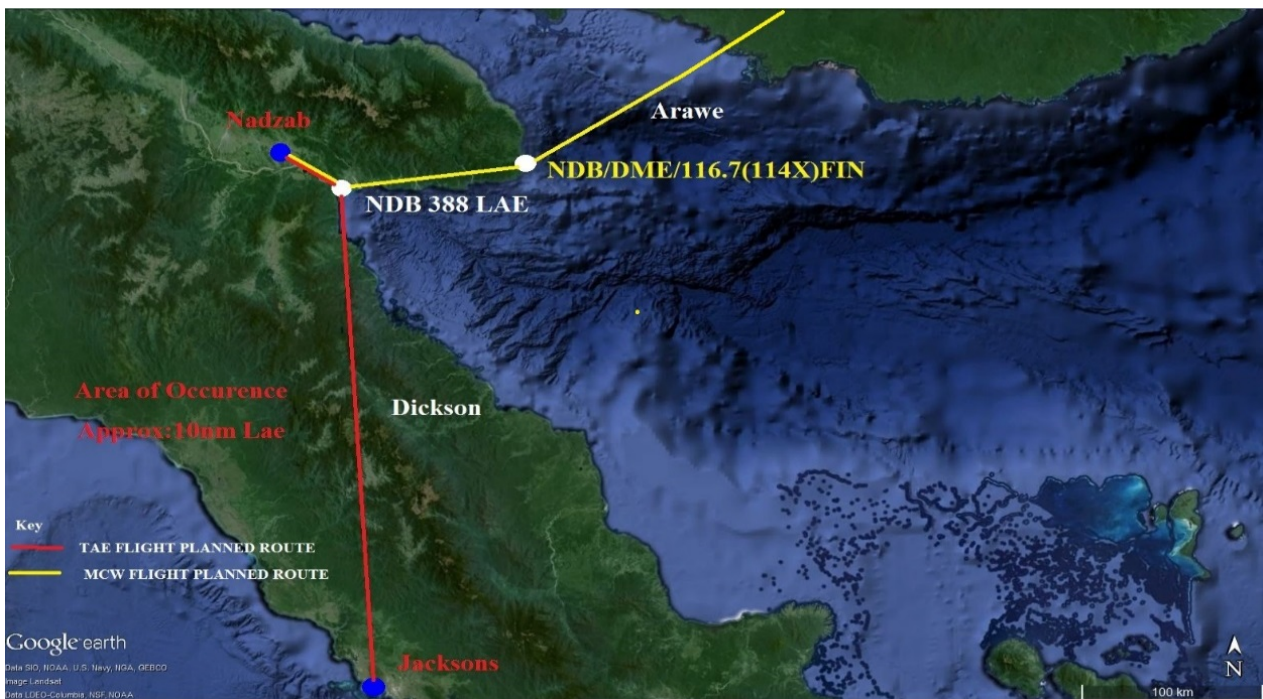 Nadzab
Arawe
NDB/DME/116.7(114X)FIN
NDB 388 LAE
Area of Occurence
Approx:10nm Lae
Dickson
Key
TAE FLIGHT PLANNED ROUTE
MCW FLIGHT PLANNED ROUTE
Jacksons
Google earth
Data SIO, NOAA, U.S. Navy, NGA, GEBCO
Image Landsat
Data LDEO-Columbia, NSF, NOAA
N
100 km